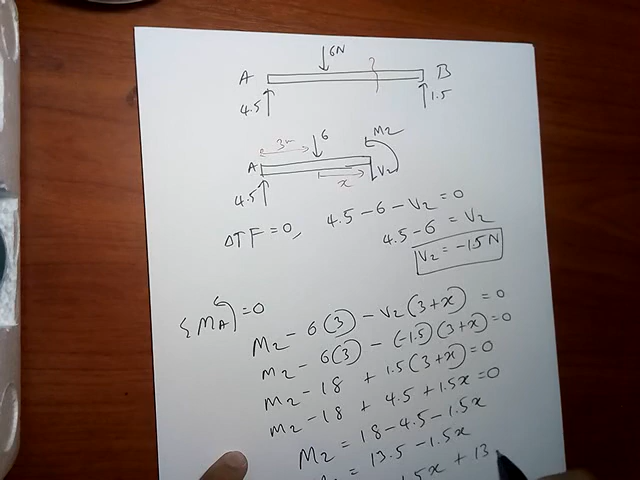 6N
A B
4.5 1.5
M2
3m 6
A
x V2
4.5
↑F=0, 4.5-6-V2=0
4.5-6 = V2
V2 = -1.5N
ΣMA=0
M2 - 6(3) - V2(3+x) = 0
M2 - 6(3) - (-1.5)(3+x)=0
M2 - 18 + 1.5(3+x)=0
M2 - 18 + 4.5 + 1.5x = 0
M2 = 18-4.5-1.5x
= 13.5 - 1.5x
.5x + 13